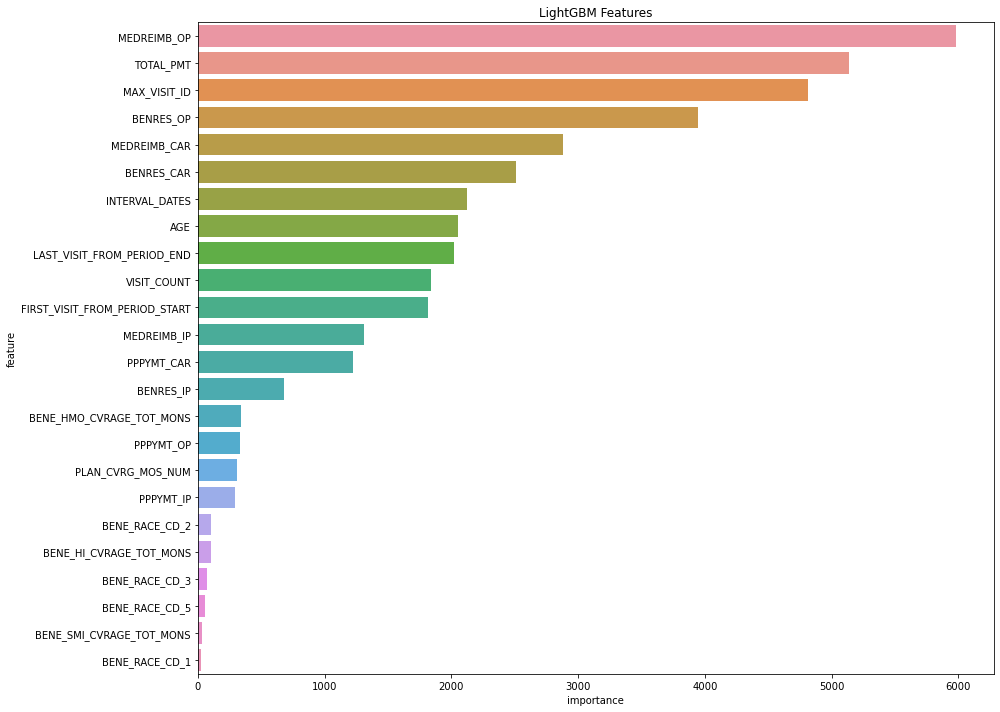 LightGBM Features
MEDREIMB_OP
TOTAL_PMT
MAX_VISIT_ID
BENRES_OP
MEDREIMB_CAR
BENRES_CAR
INTERVAL_DATES
AGE
LAST_VISIT_FROM_PERIOD_END
VISIT_COUNT
FIRST_VISIT_FROM_PERIOD_START
MEDREIMB_IP
PPPYMT_CAR
BENRES_IP
BENE_HMO_CVRAGE_TOT_MONS
PPPYMT_OP
PLAN_CVRG_MOS_NUM
PPPYMT_IP
BENE_RACE_CD_2
BENE_HI_CVRAGE_TOT_MONS
BENE_RACE_CD_3
BENE_RACE_CD_5
BENE_SMI_CVRAGE_TOT_MONS
BENE_RACE_CD_1
feature
0 1000 2000 3000 4000 5000 6000
importance